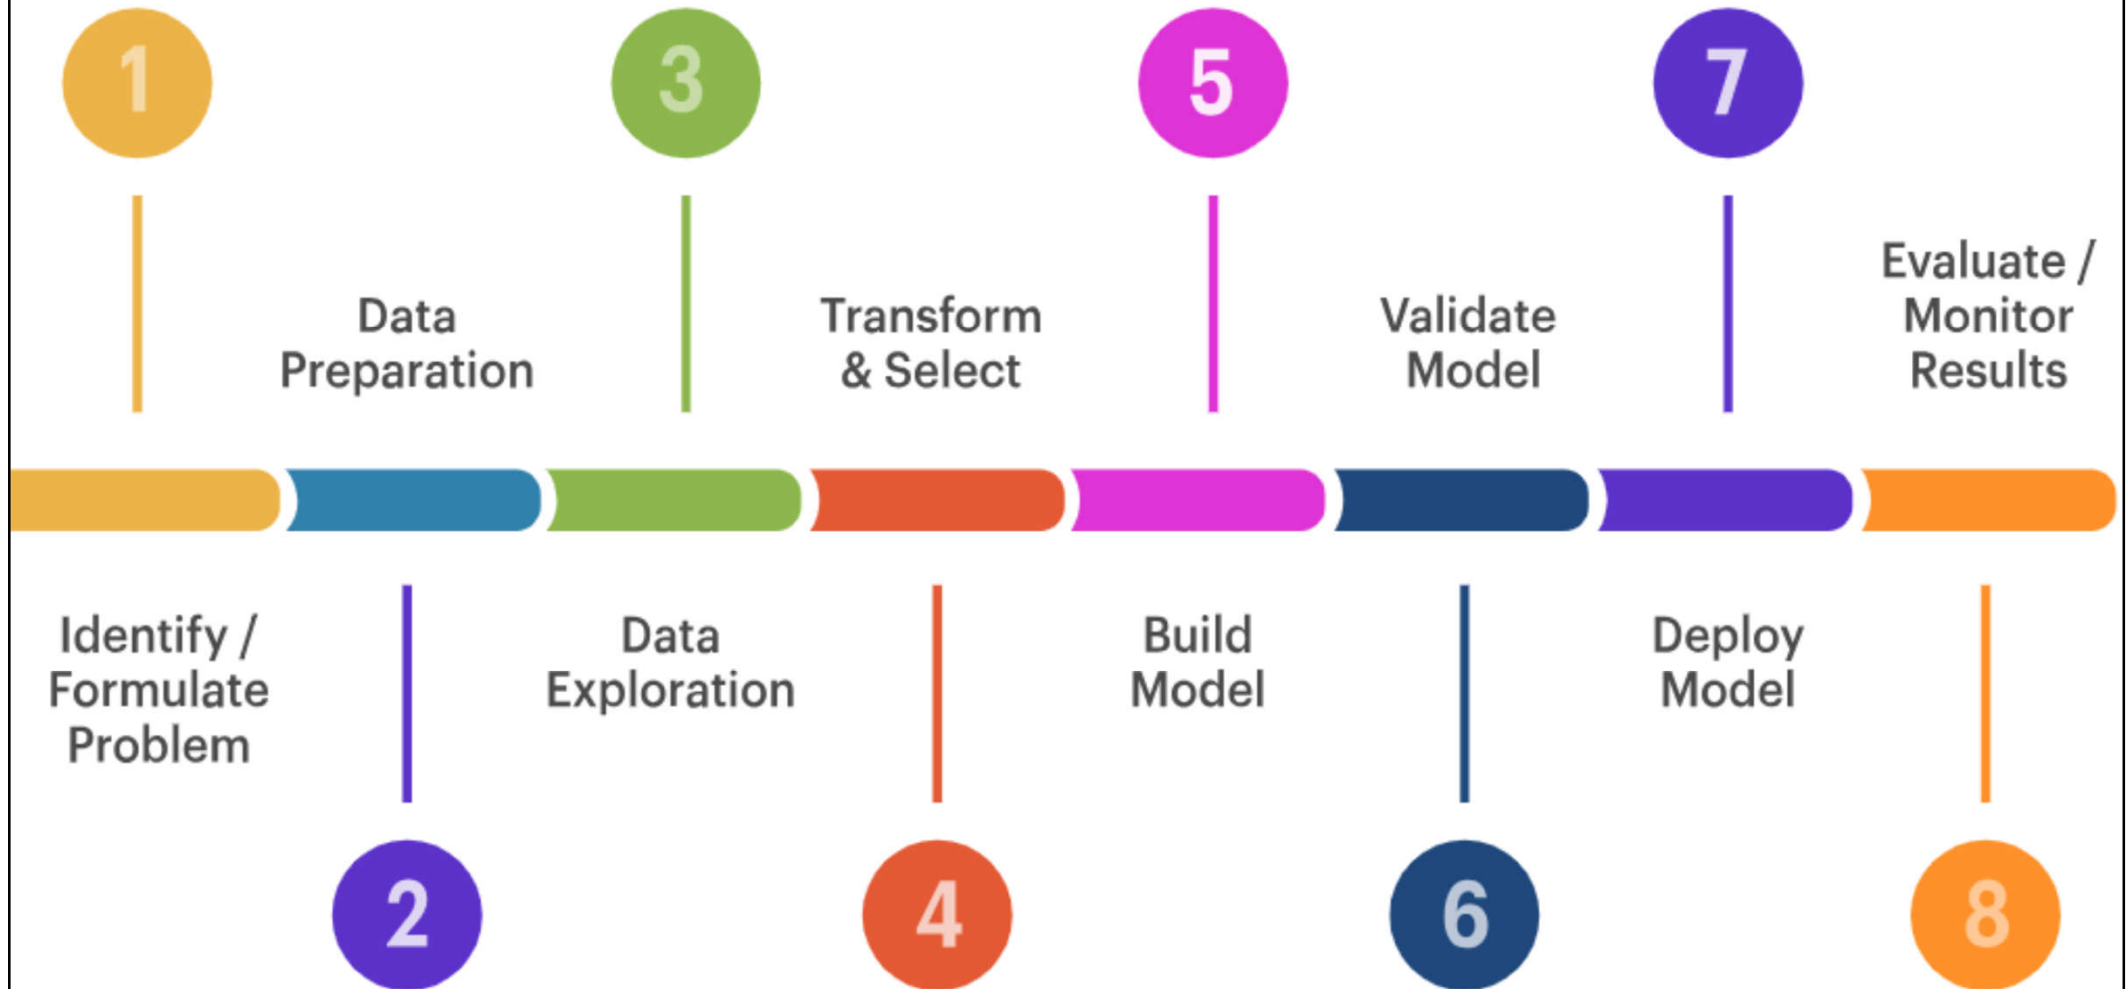 1
3
5
7
Data
Preparation
Transform
& Select
Validate
Model
Evaluate /
Monitor
Results
Identify /
Formulate
Problem
Data
Exploration
Build
Model
Deploy
Model
2
4
6
8